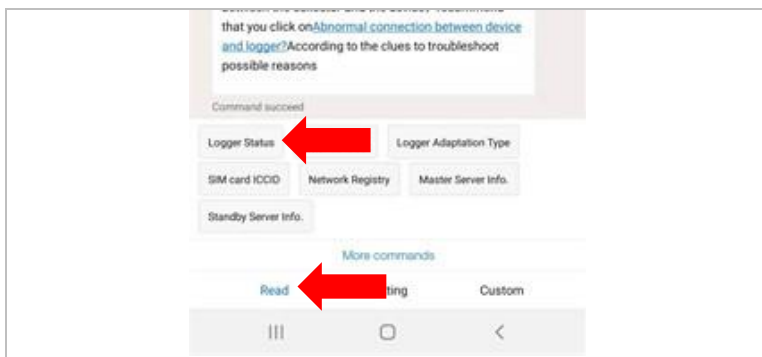 that you click onAbnormal connection between device
and logger?According to the clues to troubleshoot
possible reasons
Command succeed
Logger Status Logger Adaptation Type
SIM card ICCID Network Registry Master Server Info.
Standby Server Info.
More commands
Read ting Custom